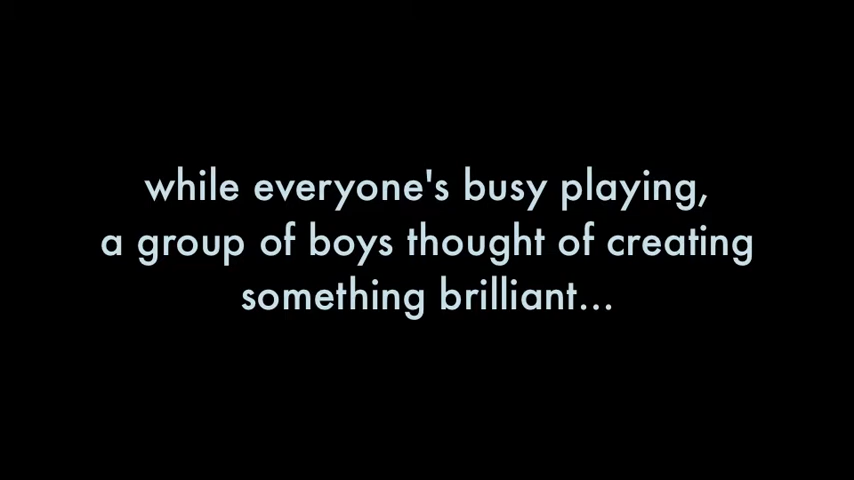 while everyone's busy playing,
a group of boys thought of creating
something brilliant...